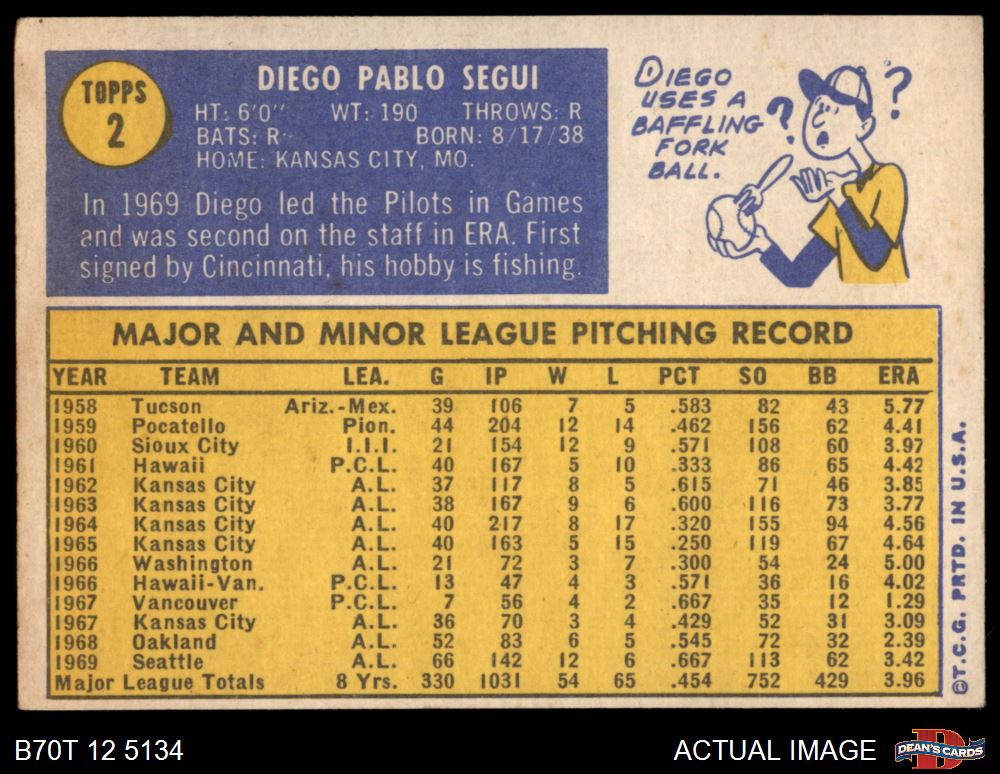 TOPPS
2
DIEGO PABLO SEGUI
HT: 6'0" WT: 190 THROWS: R
BATS: R BORN: 8/17/38
HOME: KANSAS CITY, MO.
In 1969 Diego led the Pilots in Games
and was second on the staff in ERA. First
signed by Cincinnati, his hobby is fishing.
DIEGO
USES A
BAFFLING
FORK
BALL.
? ?
MAJOR AND MINOR LEAGUE PITCHING RECORD
YEAR TEAM LEA. G IP W L PCT SO BB ERA
1958 Tucson Ariz.-Mex. 39 106 7 5 .583 82 43 5.77
1959 Pocatello Pion. 44 204 12 14 .462 156 62 4.41
1960 Sioux City I.I.I. 21 154 12 9 .571 108 60 3.97
1961 Hawaii P.C.L. 40 167 5 10 .333 86 65 4.42
1962 Kansas City A.L. 37 117 8 5 .615 71 46 3.85
1963 Kansas City A.L. 38 167 9 6 .600 116 73 3.77
1964 Kansas City A.L. 40 217 8 17 .320 155 94 4.56
1965 Kansas City A.L. 40 163 5 15 .250 119 67 4.64
1966 Washington A.L. 21 72 3 7 .300 54 24 5.00
1966 Hawaii-Van. P.C.L. 13 47 4 3 .571 36 16 4.02
1967 Vancouver P.C.L. 7 56 4 2 .667 35 12 1.29
1967 Kansas City A.L. 36 70 3 4 .429 52 31 3.09
1968 Oakland A.L. 52 83 6 5 .545 72 32 2.39
1969 Seattle A.L. 66 142 12 6 .667 113 62 3.42
Major League Totals 8 Yrs. 330 1031 54 65 .454 752 429 3.96
©T.C.G. PRTD. IN U.S.A.
B70T 12 5134
ACTUAL IMAGE
D
DEAN'S CARDS